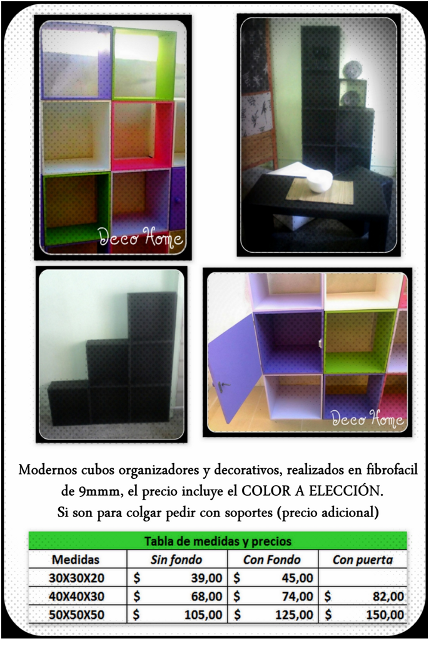 Deco Home
Deco Home
Modernos cubos organizadores y decorativos, realizados en fibrofacil
de 9mmm, el precio incluye el COLOR A ELECCIÓN.
Si son para colgar pedir con soportes (precio adicional)
Tabla de medidas y precios
Medidas Sin fondo Con Fondo Con puerta
30X30X20 $ 39,00 $ 45,00
40X40X30 $ 68,00 $ 74,00 $ 82,00
50X50X50 $ 105,00 $ 125,00 $ 150,00